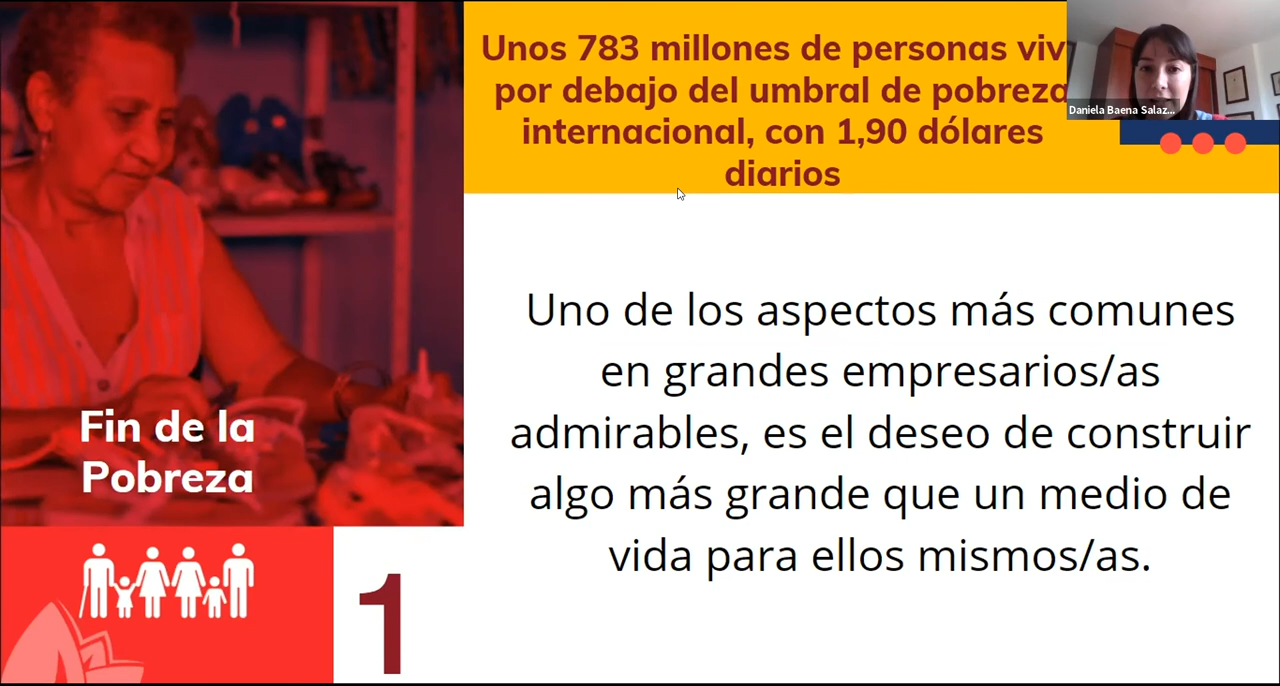 Unos 783 millones de personas viv
por debajo del umbral de pobreza
internacional, con 1,90 dólares
diarios
Daniela Baena Salaz...
Uno de los aspectos más comunes
en grandes empresarios/as
admirables, es el deseo de construir
algo más grande que un medio de
vida para ellos mismos/as.
Fin de la
Pobreza
1